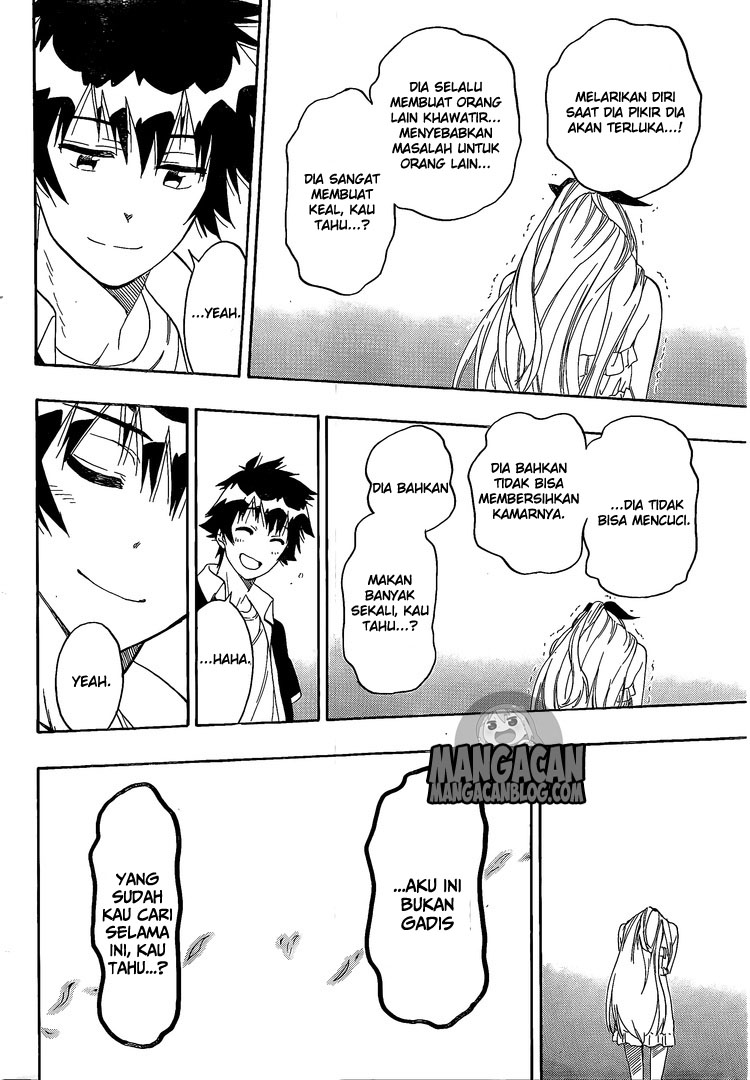 MELARIKAN DIRI
SAAT DIA PIKIR DIA
AKAN TERLUKA...!
DIA SELALU
MEMBUAT ORANG
LAIN KHAWATIR...
MENYEBABKAN
MASALAH UNTUK
ORANG LAIN...
DIA SANGAT
MEMBUAT
KEAL, KAU
TAHU...?
...YEAH.
...DIA TIDAK
BISA MENCUCI.
DIA BAHKAN
TIDAK BISA
MEMBERSIHKAN
KAMARNYA.
DIA BAHKAN
MAKAN
BANYAK
SEKALI, KAU
TAHU...?
...HAHA.
YEAH.
MANGACAN
MANGACANBLOG.COM
...AKU INI
BUKAN
GADIS
YANG
SUDAH
KAU CARI
SELAMA
INI, KAU
TAHU...?